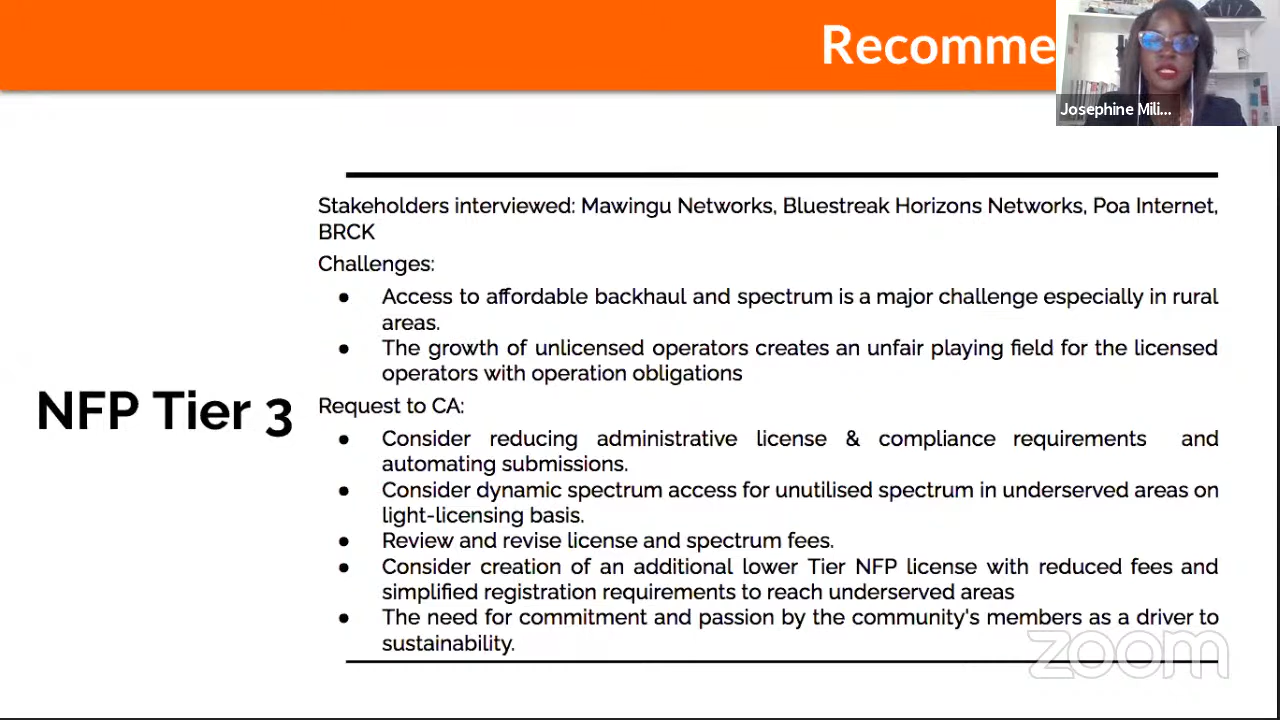 Recomme
Josephine Mili...
Stakeholders interviewed: Mawingu Networks, Bluestreak Horizons Networks, Poa Internet,
BRCK
Challenges:
● Access to affordable backhaul and spectrum is a major challenge especially in rural
areas.
● The growth of unlicensed operators creates an unfair playing field for the licensed
operators with operation obligations
NFP Tier 3
Request to CA:
● Consider reducing administrative license & compliance requirements and
automating submissions.
● Consider dynamic spectrum access for unutilised spectrum in underserved areas on
light-licensing basis.
● Review and revise license and spectrum fees.
● Consider creation of an additional lower Tier NFP license with reduced fees and
simplified registration requirements to reach underserved areas
● The need for commitment and passion by the community's members as a driver to
sustainability.
zoom